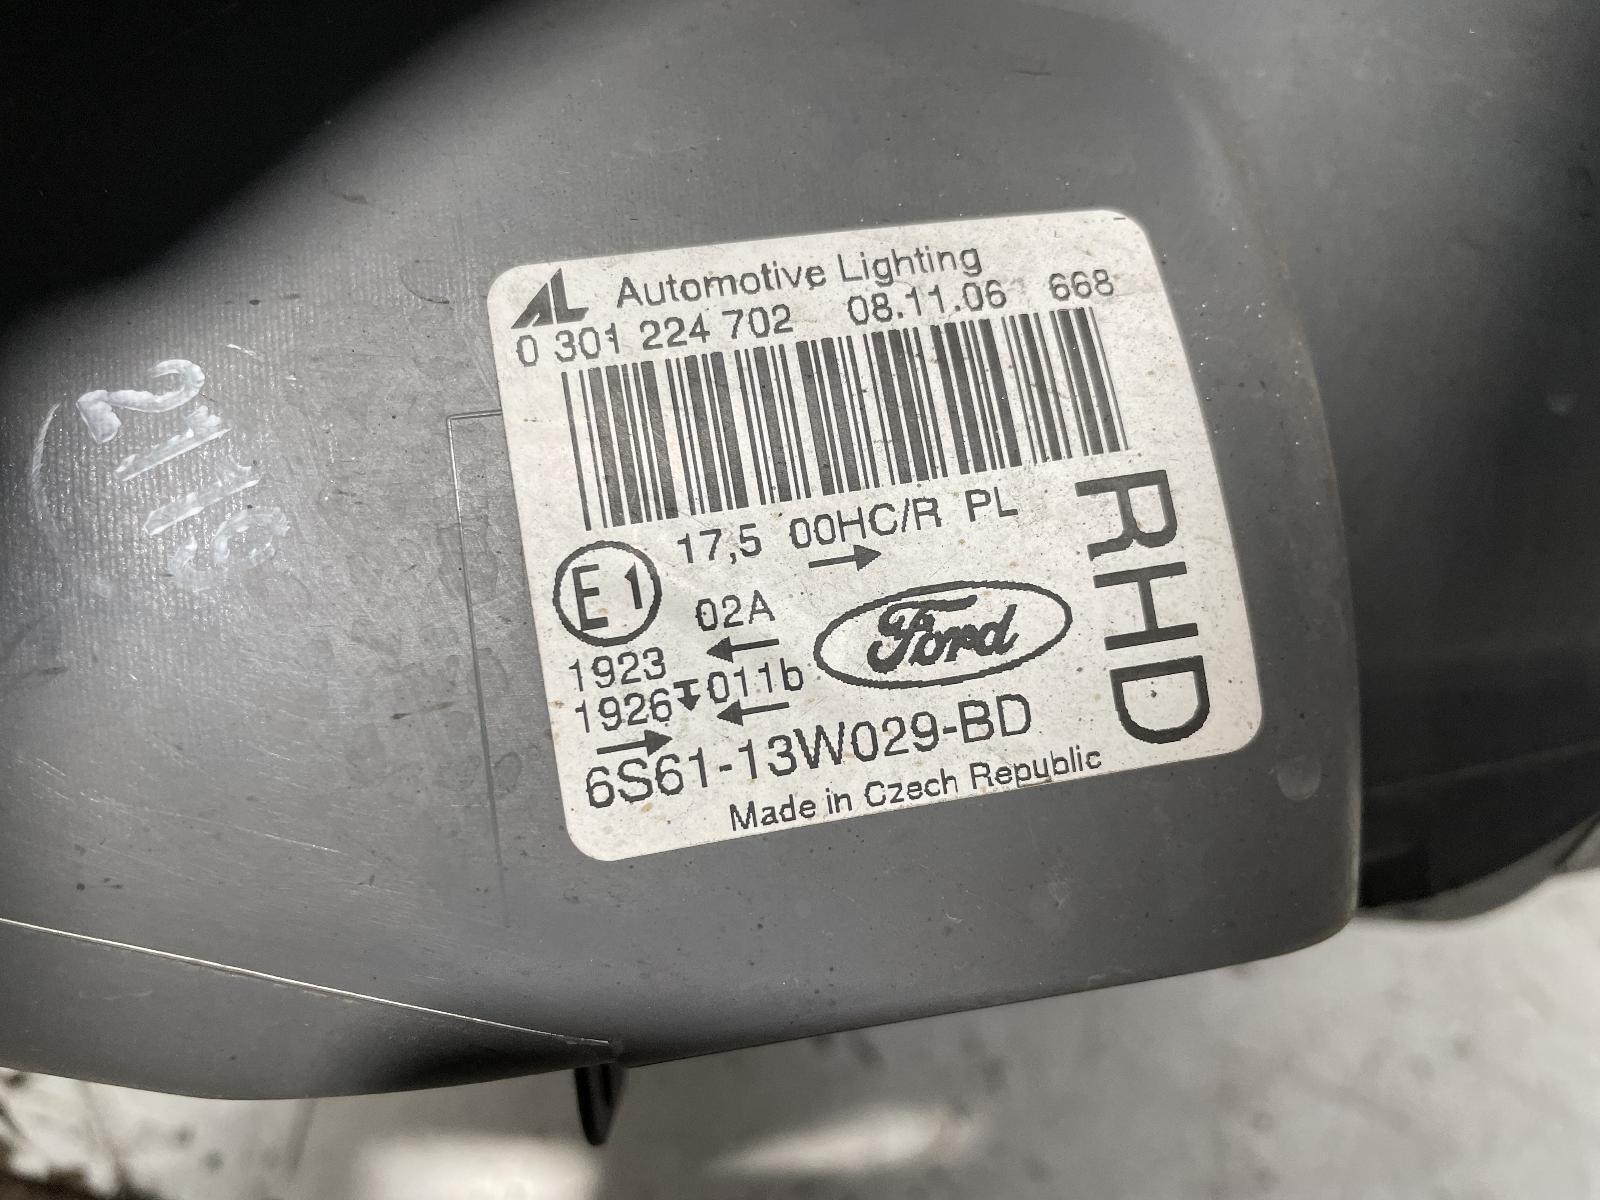 AL Automotive Lighting
0 301 224 702 08.11.06 668
17,5 00HC/R PL
E1 02A Ford RHD
1923
1926 011b
6S61-13W029-BD
Made in Czech Republic